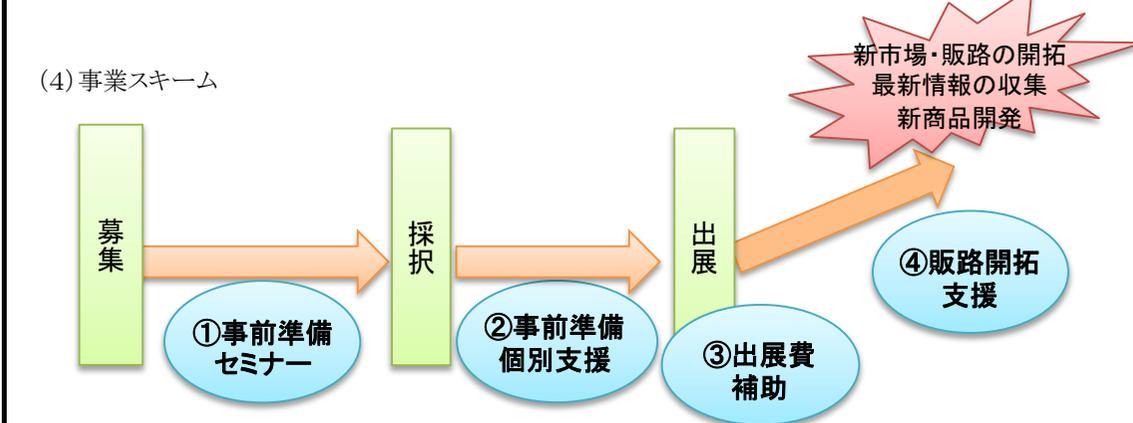 (4)事業スキーム
新市場・販路の開拓
最新情報の収集
新商品開発
募集
採択
出展
①事前準備
セミナー
②事前準備
個別支援
③出展費
補助
④販路開拓
支援